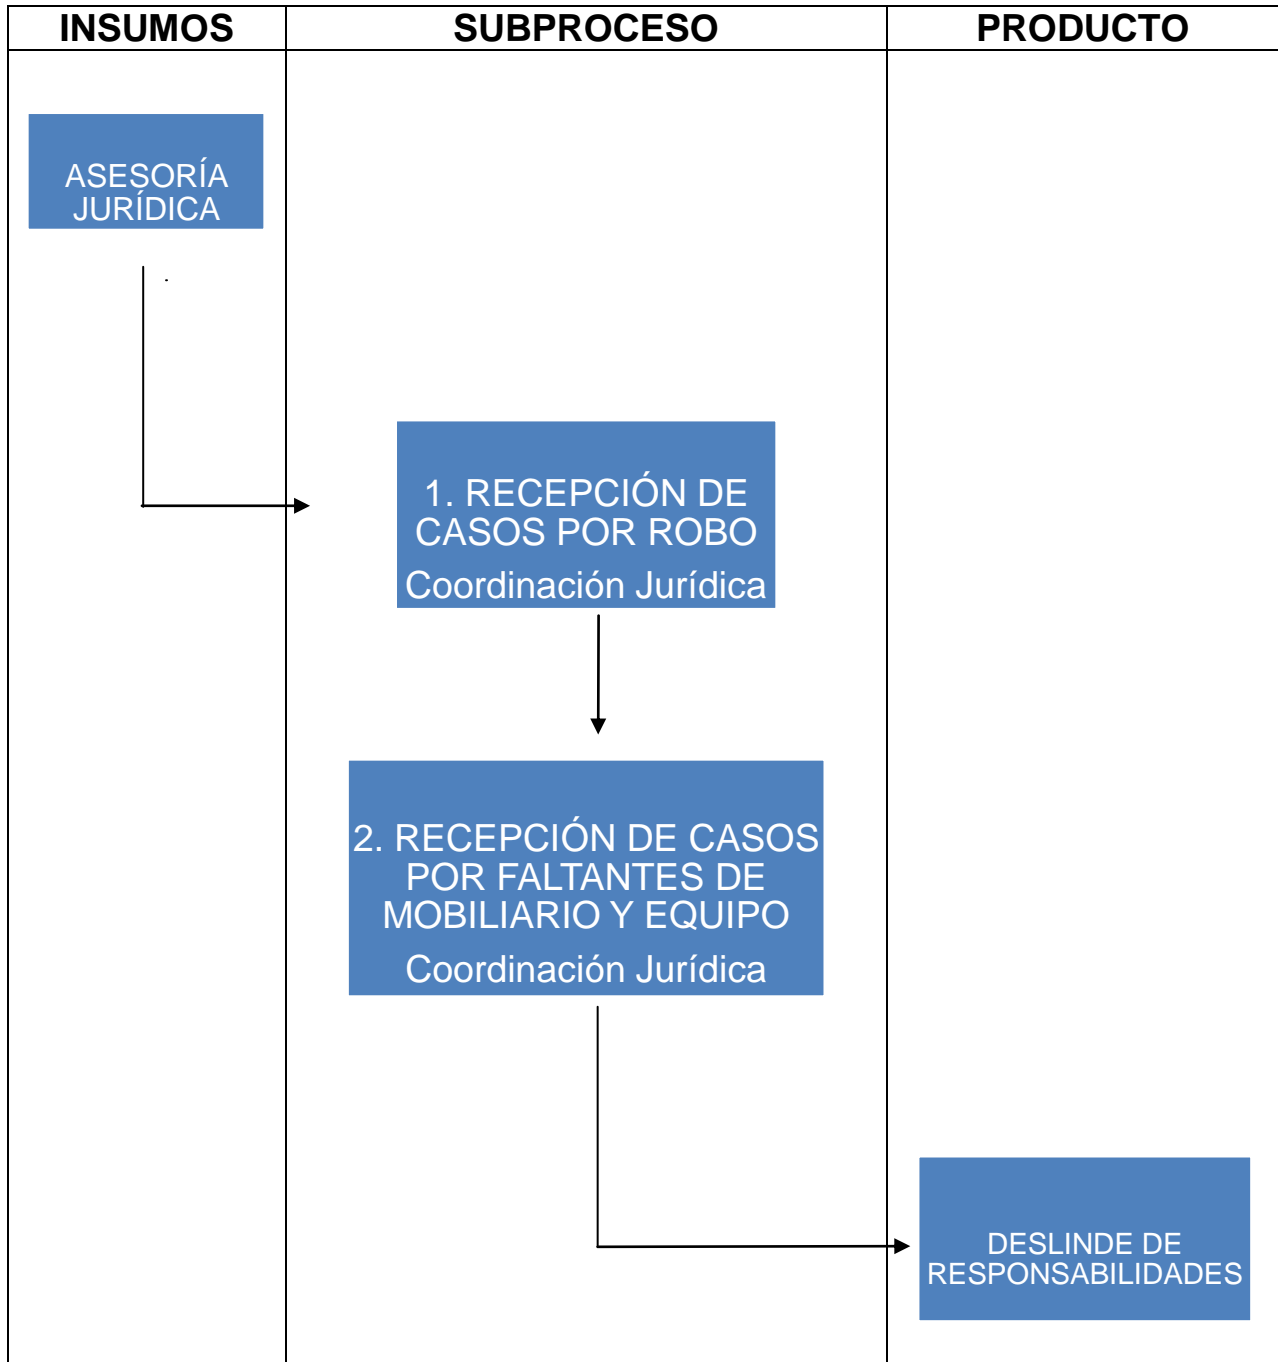 INSUMOS
SUBPROCESO
PRODUCTO
ASESORÍA
JURÍDICA
.
1. RECEPCIÓN DE
CASOS POR ROBO
Coordinación Jurídica
2. RECEPCIÓN DE CASOS
POR FALTANTES DE
MOBILIARIO Y EQUIPO
Coordinación Jurídica
DESLINDE DE
RESPONSABILIDADES